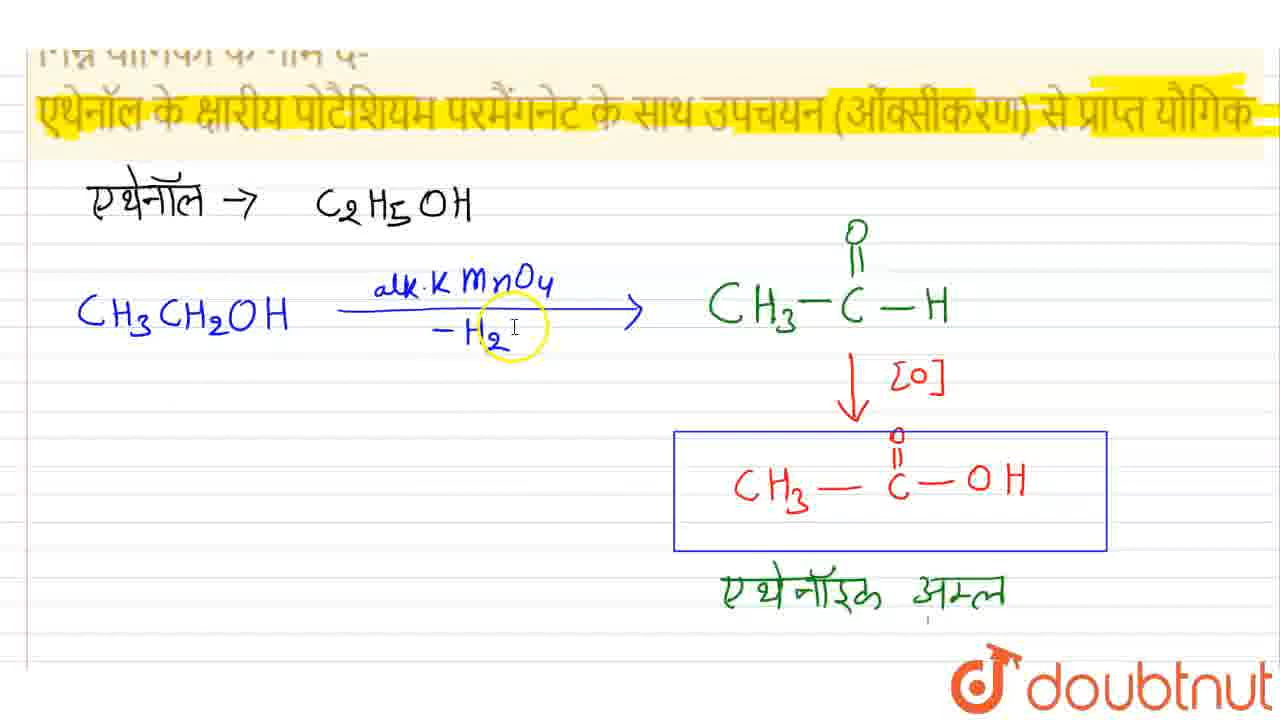 एथेनॉल के क्षारीय पोटैशियम परमैंगनेट के साथ उपचयन (ऑक्सीकरण) से प्राप्त यौगिक
एथेनॉल → C2H5OH
O
CH3CH2OH alk. KMnO4 CH3 — C — H
– H2
[O]
O
CH3 — C — OH
एथेनॉइक अम्ल
doubtnut